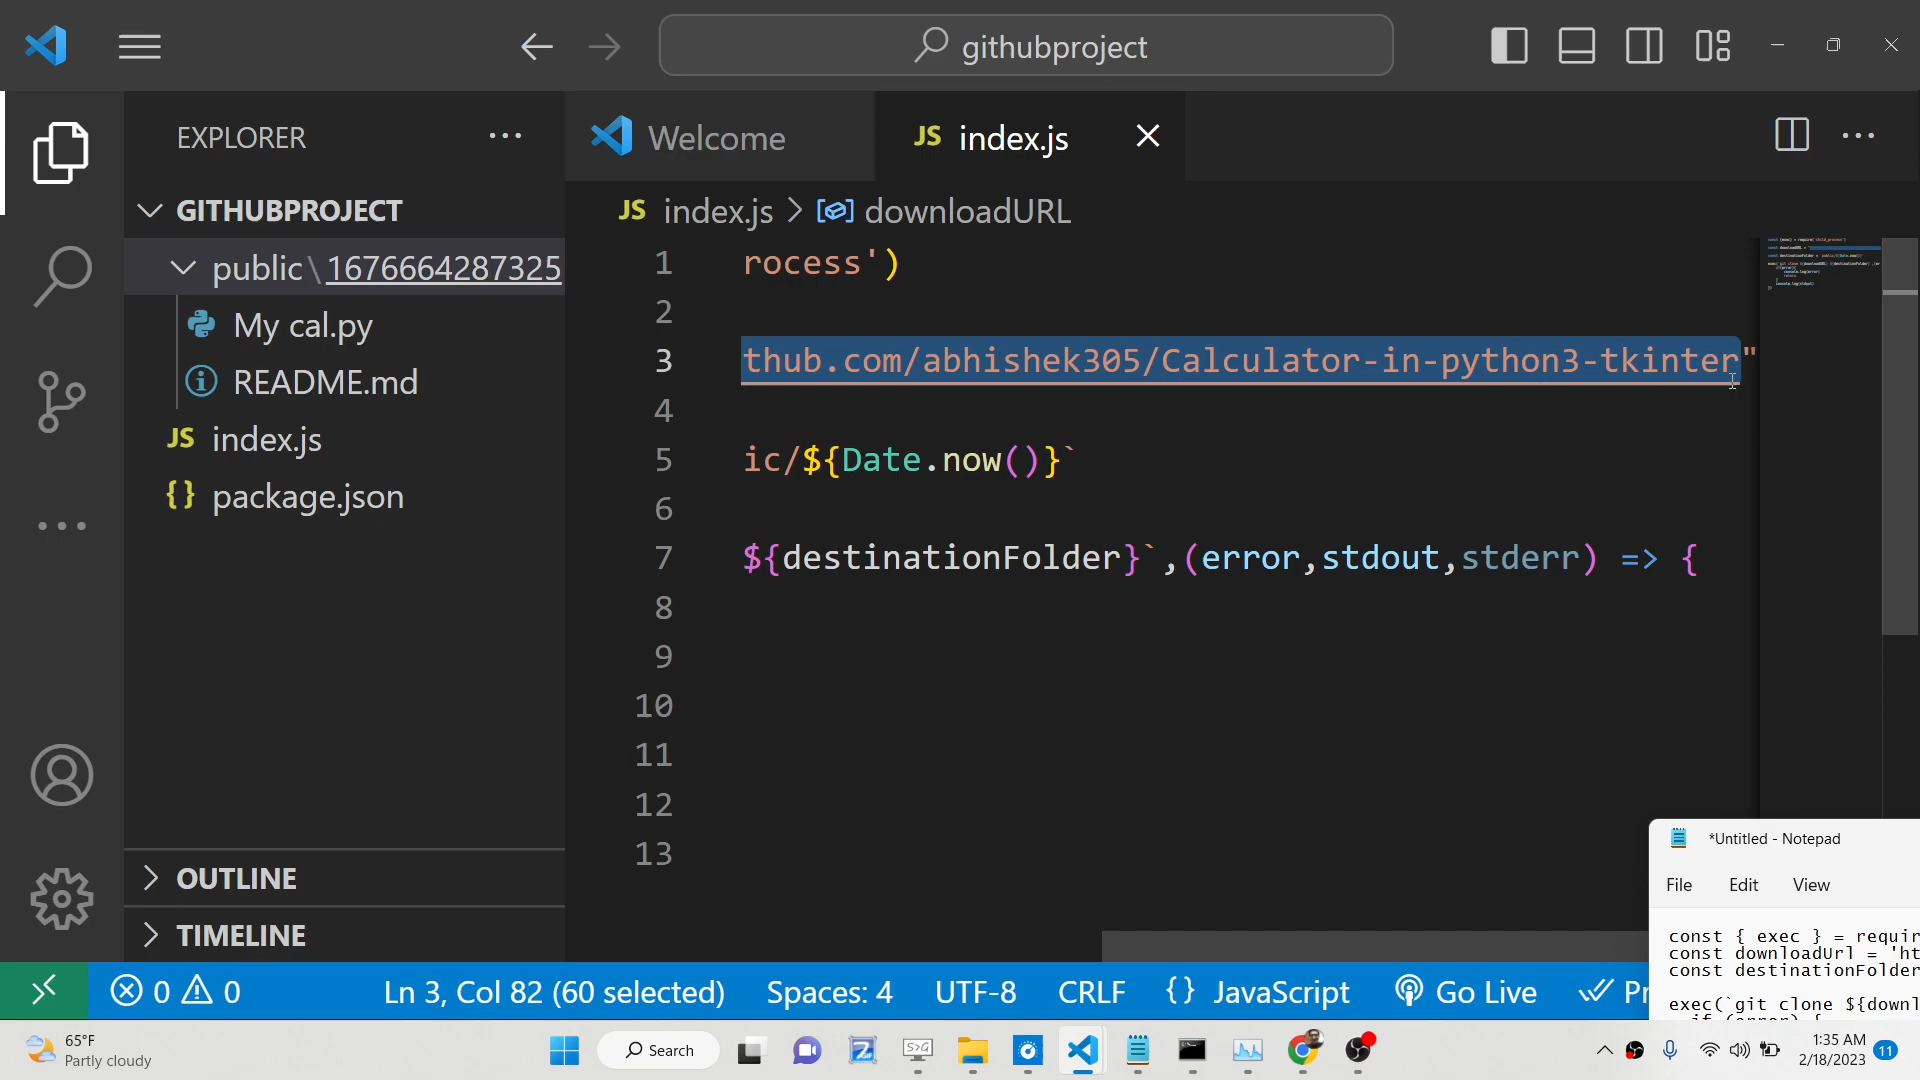 githubproject
EXPLORER
Welcome
JS index.js
GITHUBPROJECT
JS index.js > downloadURL
public\1676664287325
My cal.py
README.md
JS index.js
{} package.json
1 rocess')
2
3 thub.com/abhishek305/Calculator-in-python3-tkinter"
4
5 ic/${Date.now()}`
6
7 ${destinationFolder}`,(error,stdout,stderr) => {
8
9
10
11
12
13
OUTLINE
TIMELINE
*Untitled - Notepad
File Edit View
const { exec } = requir
const downloadUrl = 'ht
const destinationFolder
exec(`git clone ${downl
if (error) {
0 0 Ln 3, Col 82 (60 selected) Spaces: 4 UTF-8 CRLF {} JavaScript Go Live Pr
65°F
Partly cloudy
Search
1:35 AM
2/18/2023
11